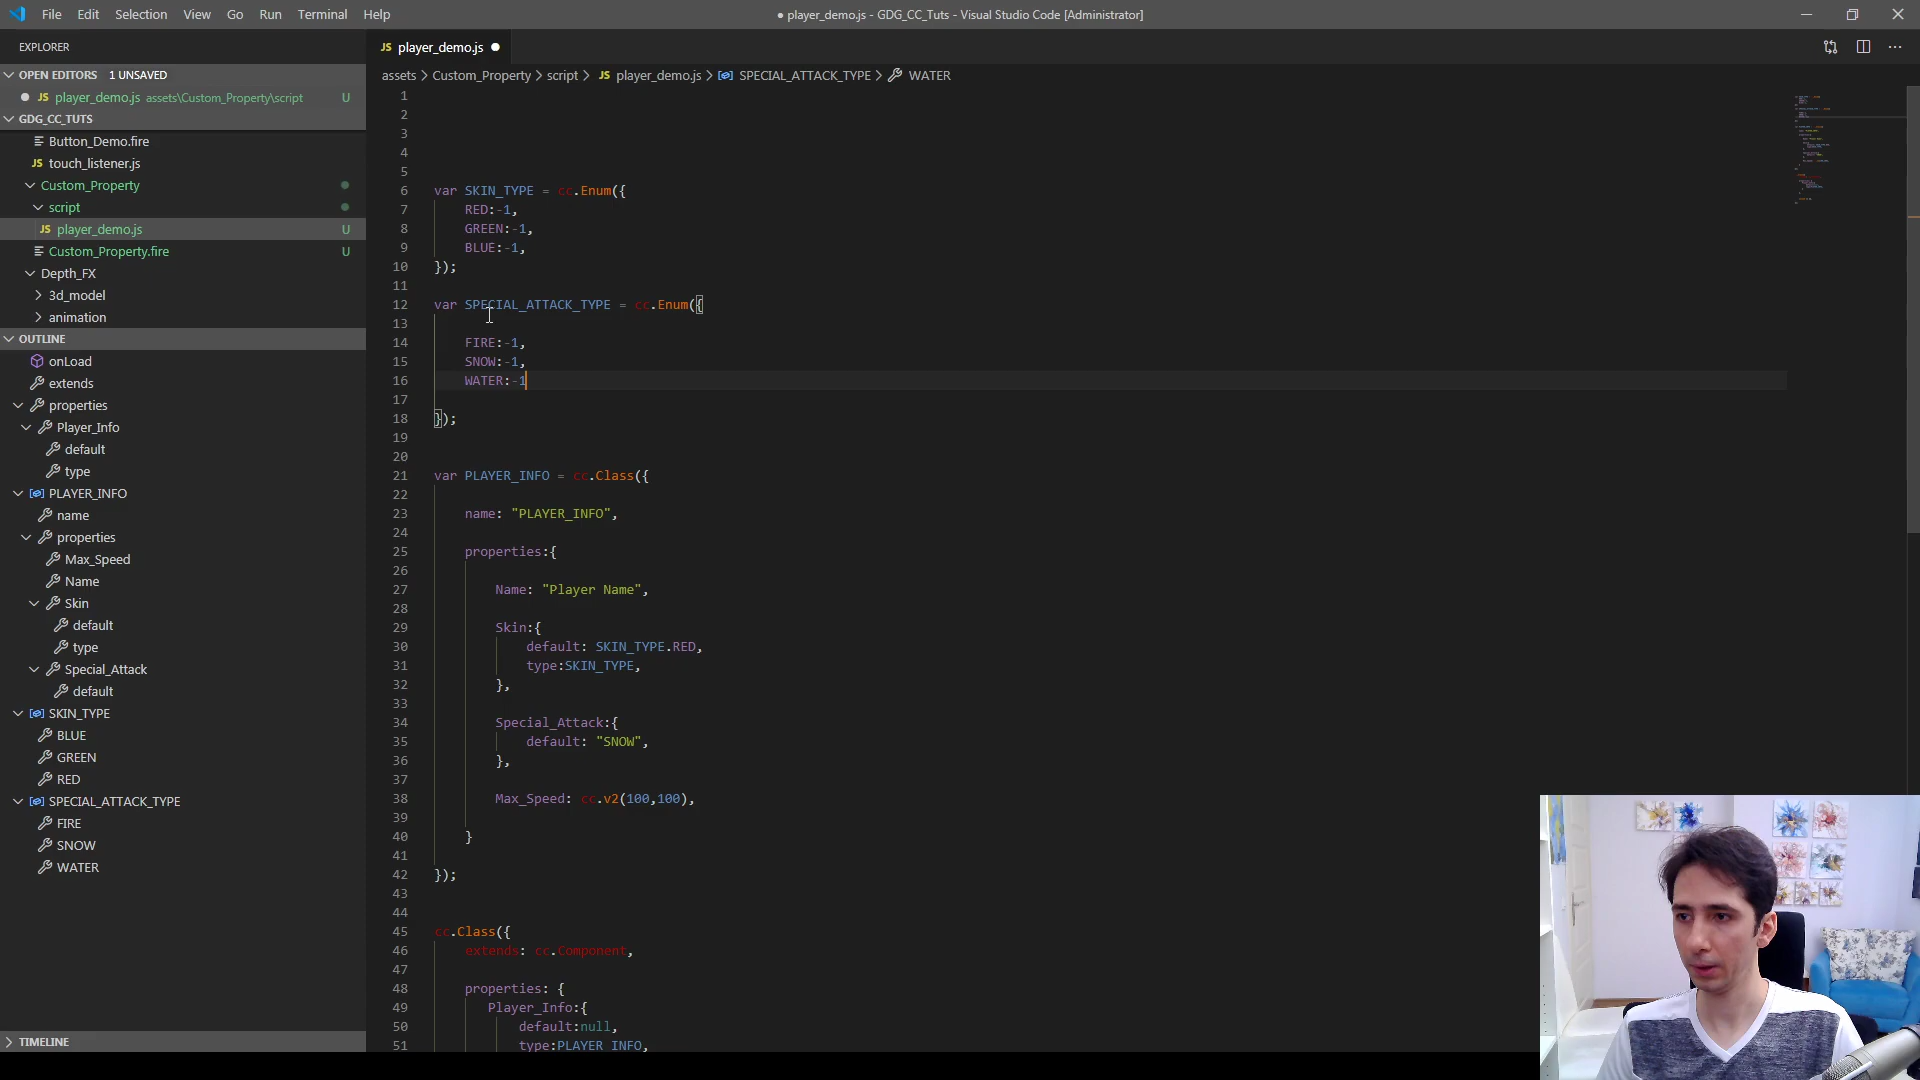 File Edit Selection View Go Run Terminal Help
● player_demo.js - GDG_CC_Tuts - Visual Studio Code [Administrator]
EXPLORER
OPEN EDITORS 1 UNSAVED
JS player_demo.js assets\Custom_Property\script U
GDG_CC_TUTS
Button_Demo.fire
JS touch_listener.js
Custom_Property
script
JS player_demo.js U
Custom_Property.fire U
Depth_FX
3d_model
animation
OUTLINE
onLoad
extends
properties
Player_Info
default
type
PLAYER_INFO
name
properties
Max_Speed
Name
Skin
default
type
Special_Attack
default
SKIN_TYPE
BLUE
GREEN
RED
SPECIAL_ATTACK_TYPE
FIRE
SNOW
WATER
TIMELINE
JS player_demo.js ●
assets > Custom_Property > script > JS player_demo.js > SPECIAL_ATTACK_TYPE > WATER
1
2
3
4
5
6 var SKIN_TYPE = cc.Enum({
7 RED:-1,
8 GREEN:-1,
9 BLUE:-1,
10 });
11
12 var SPECIAL_ATTACK_TYPE = cc.Enum({
13
14 FIRE:-1,
15 SNOW:-1,
16 WATER:-1
17
18 });
19
20
21 var PLAYER_INFO = cc.Class({
22
23 name: "PLAYER_INFO",
24
25 properties:{
26
27 Name: "Player Name",
28
29 Skin:{
30 default: SKIN_TYPE.RED,
31 type:SKIN_TYPE,
32 },
33
34 Special_Attack:{
35 default: "SNOW",
36 },
37
38 Max_Speed: cc.v2(100,100),
39
40 }
41
42 });
43
44
45 cc.Class({
46 extends: cc.Component,
47
48 properties: {
49 Player_Info:{
50 default:null,
51 type:PLAYER_INFO,